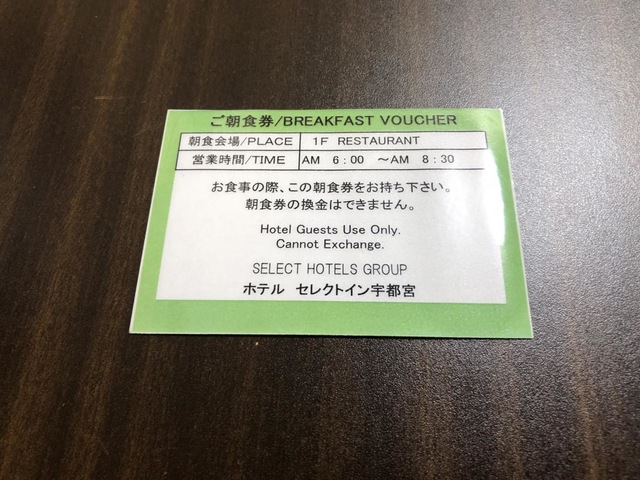 ご朝食券/BREAKFAST VOUCHER
朝食会場/PLACE 1F RESTAURANT
営業時間/TIME AM 6:00 ~AM 8:30
お食事の際、この朝食券をお持ち下さい。
朝食券の換金はできません。
Hotel Guests Use Only.
Cannot Exchange.
SELECT HOTELS GROUP
ホテル セレクトイン宇都宮